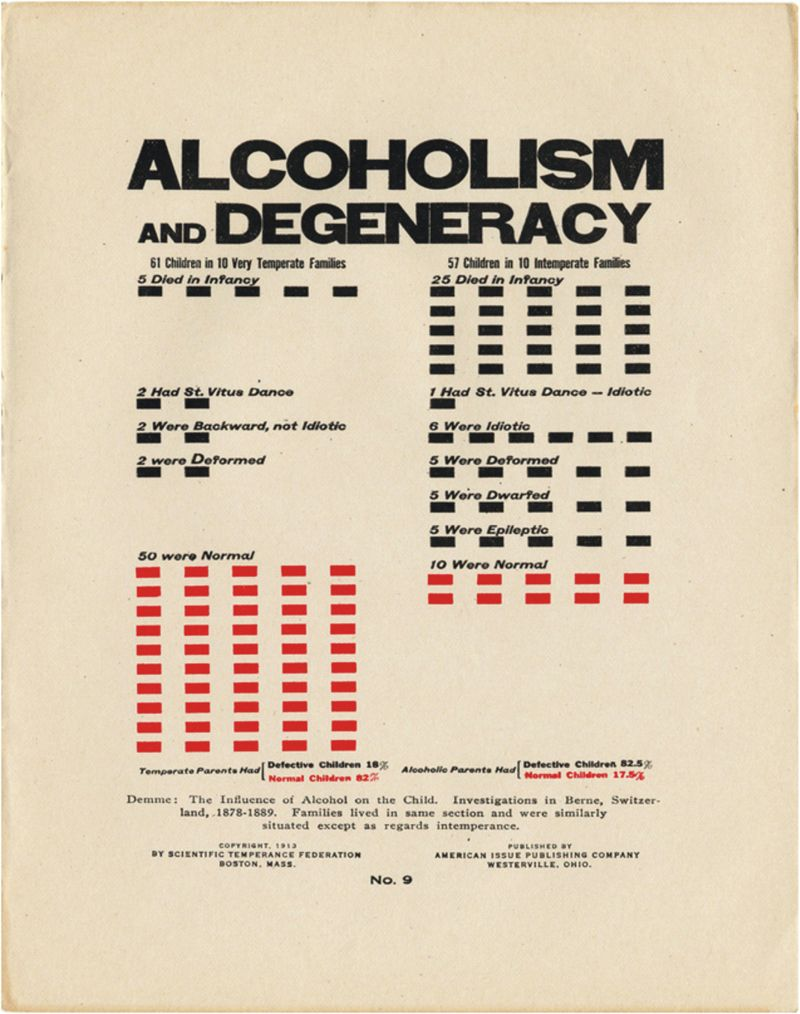 ALCOHOLISM
AND DEGENERACY
61 Children in 10 Very Temperate Families
5 Died in Infancy
2 Had St. Vitus Dance
2 Were Backward, not Idiotic
2 were Deformed
50 were Normal
57 Children in 10 Intemperate Families
25 Died in Infancy
1 Had St. Vitus Dance — Idiotic
6 Were Idiotic
5 Were Deformed
5 Were Dwarfed
5 Were Epileptic
10 Were Normal
Temperate Parents Had { Defective Children 18%
Normal Children 82%
Alcoholic Parents Had { Defective Children 82.5%
Normal Children 17.5%
Demme: The Influence of Alcohol on the Child. Investigations in Berne, Switzer-
land, 1878-1889. Families lived in same section and were similarly
situated except as regards intemperance.
COPYRIGHT, 1913
BY SCIENTIFIC TEMPERANCE FEDERATION
BOSTON, MASS.
PUBLISHED BY
AMERICAN ISSUE PUBLISHING COMPANY
WESTERVILLE, OHIO.
No. 9